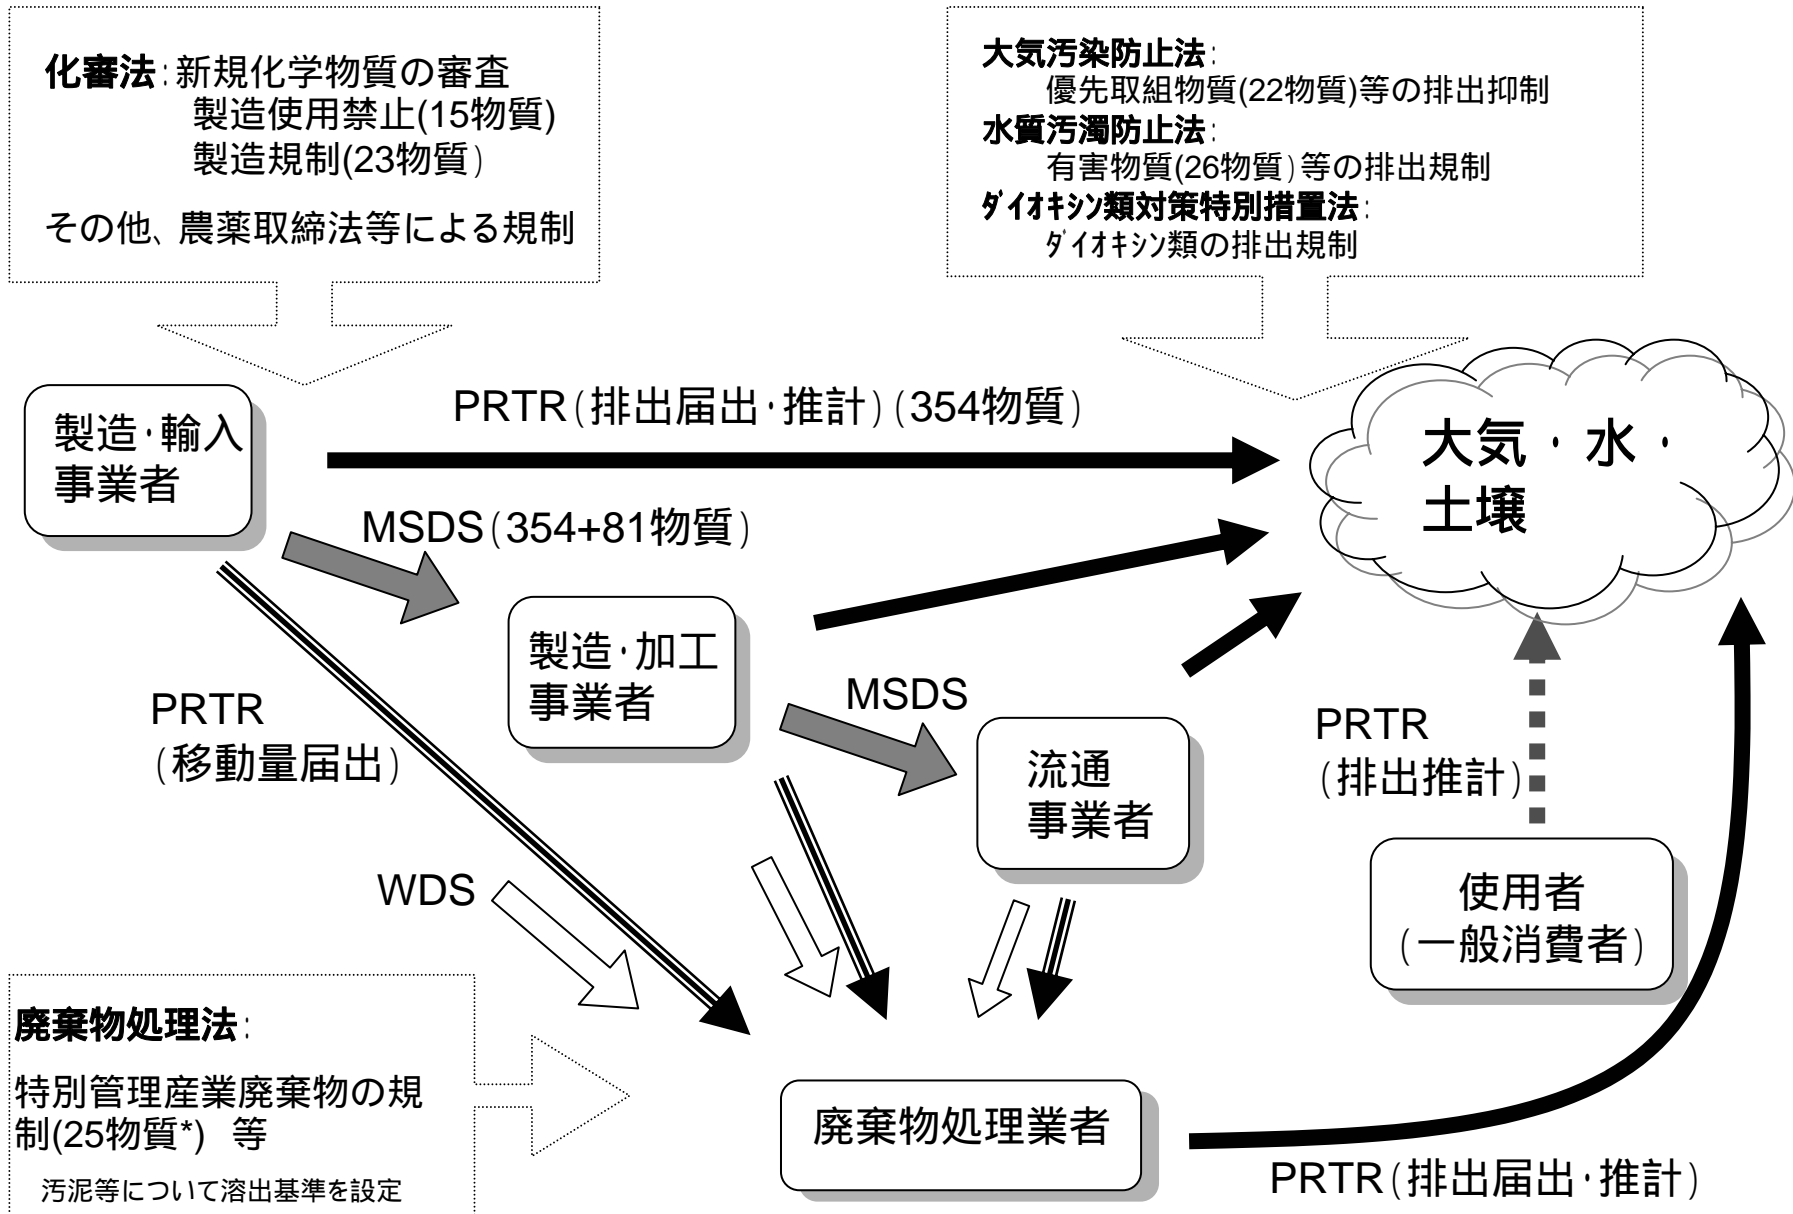 化審法:新規化学物質の審査
製造使用禁止(15物質)
製造規制(23物質)
その他、農薬取締法等による規制
大気汚染防止法:
優先取組物質(22物質)等の排出抑制
水質汚濁防止法:
有害物質(26物質)等の排出規制
ダイオキシン類対策特別措置法:
ダイオキシン類の排出規制
製造・輸入
事業者
PRTR(排出届出・推計)(354物質)
大気・水・
土壌
MSDS(354+81物質)
製造・加工
事業者
MSDS
PRTR
(移動量届出)
流通
事業者
PRTR
(排出推計)
WDS
使用者
(一般消費者)
廃棄物処理法:
特別管理産業廃棄物の規
制(25物質*) 等
汚泥等について溶出基準を設定
廃棄物処理業者
PRTR(排出届出・推計)